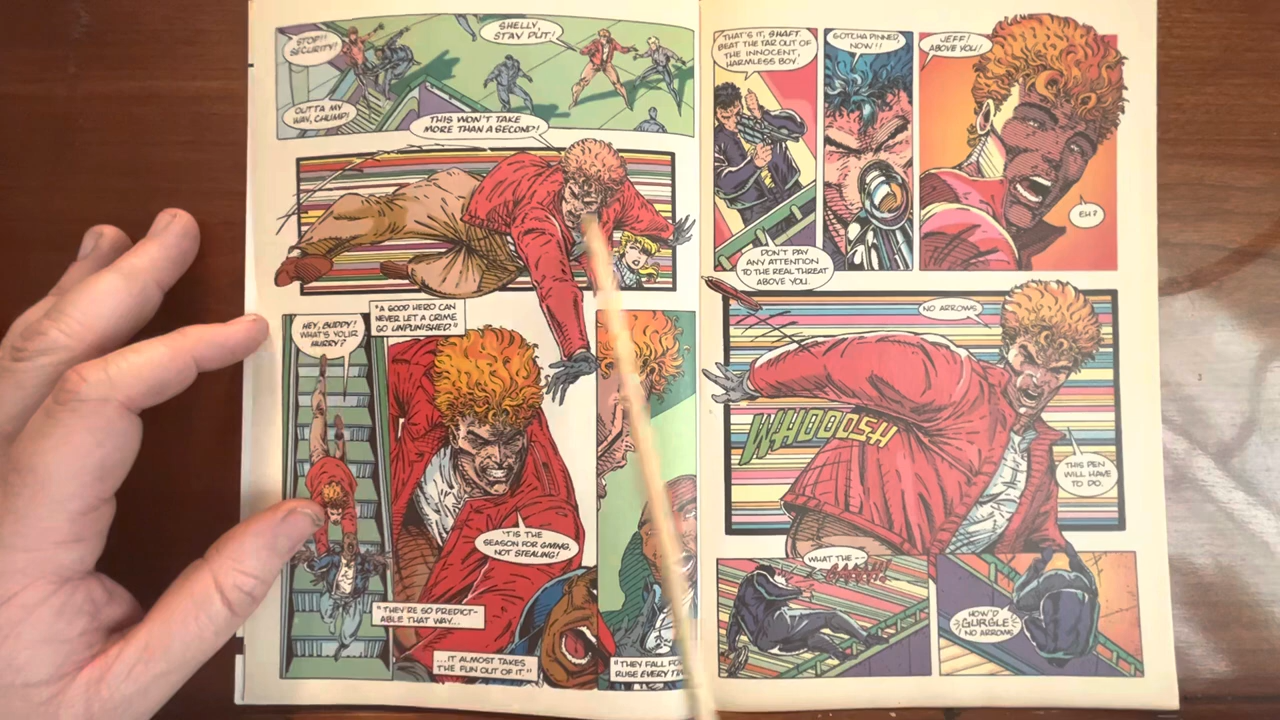 STOP!!
SECURITY!
OUTTA MY
WAY, CHUMP!
SHELLY,
STAY PUT!
THIS WON'T TAKE
MORE THAN A SECOND!
"A GOOD HERO CAN
NEVER LET A CRIME
GO UNPUNISHED."
HEY, BUDDY!
WHAT'S YOUR
HURRY?
'TIS THE
SEASON FOR GIVING,
NOT STEALING!
"THEY'RE SO PREDICT-
ABLE THAT WAY...
...IT ALMOST TAKES
THE FUN OUT OF IT."
"THEY FALL FO
RUSE EVERY
THAT'S IT, SHAFT.
BEAT THE TAR OUT OF
THE INNOCENT,
HARMLESS BOY.
GOTCHA PINNED,
NOW!!
JEFF!
ABOVE YOU!
EH?
DON'T PAY
ANY ATTENTION
TO THE REAL THREAT
ABOVE YOU.
NO ARROWS.
WHOOOSH
THIS PEN
WILL HAVE
TO DO.
WHAT THE--
GAKK!!
HOW'D
GURGLE
NO ARROWS